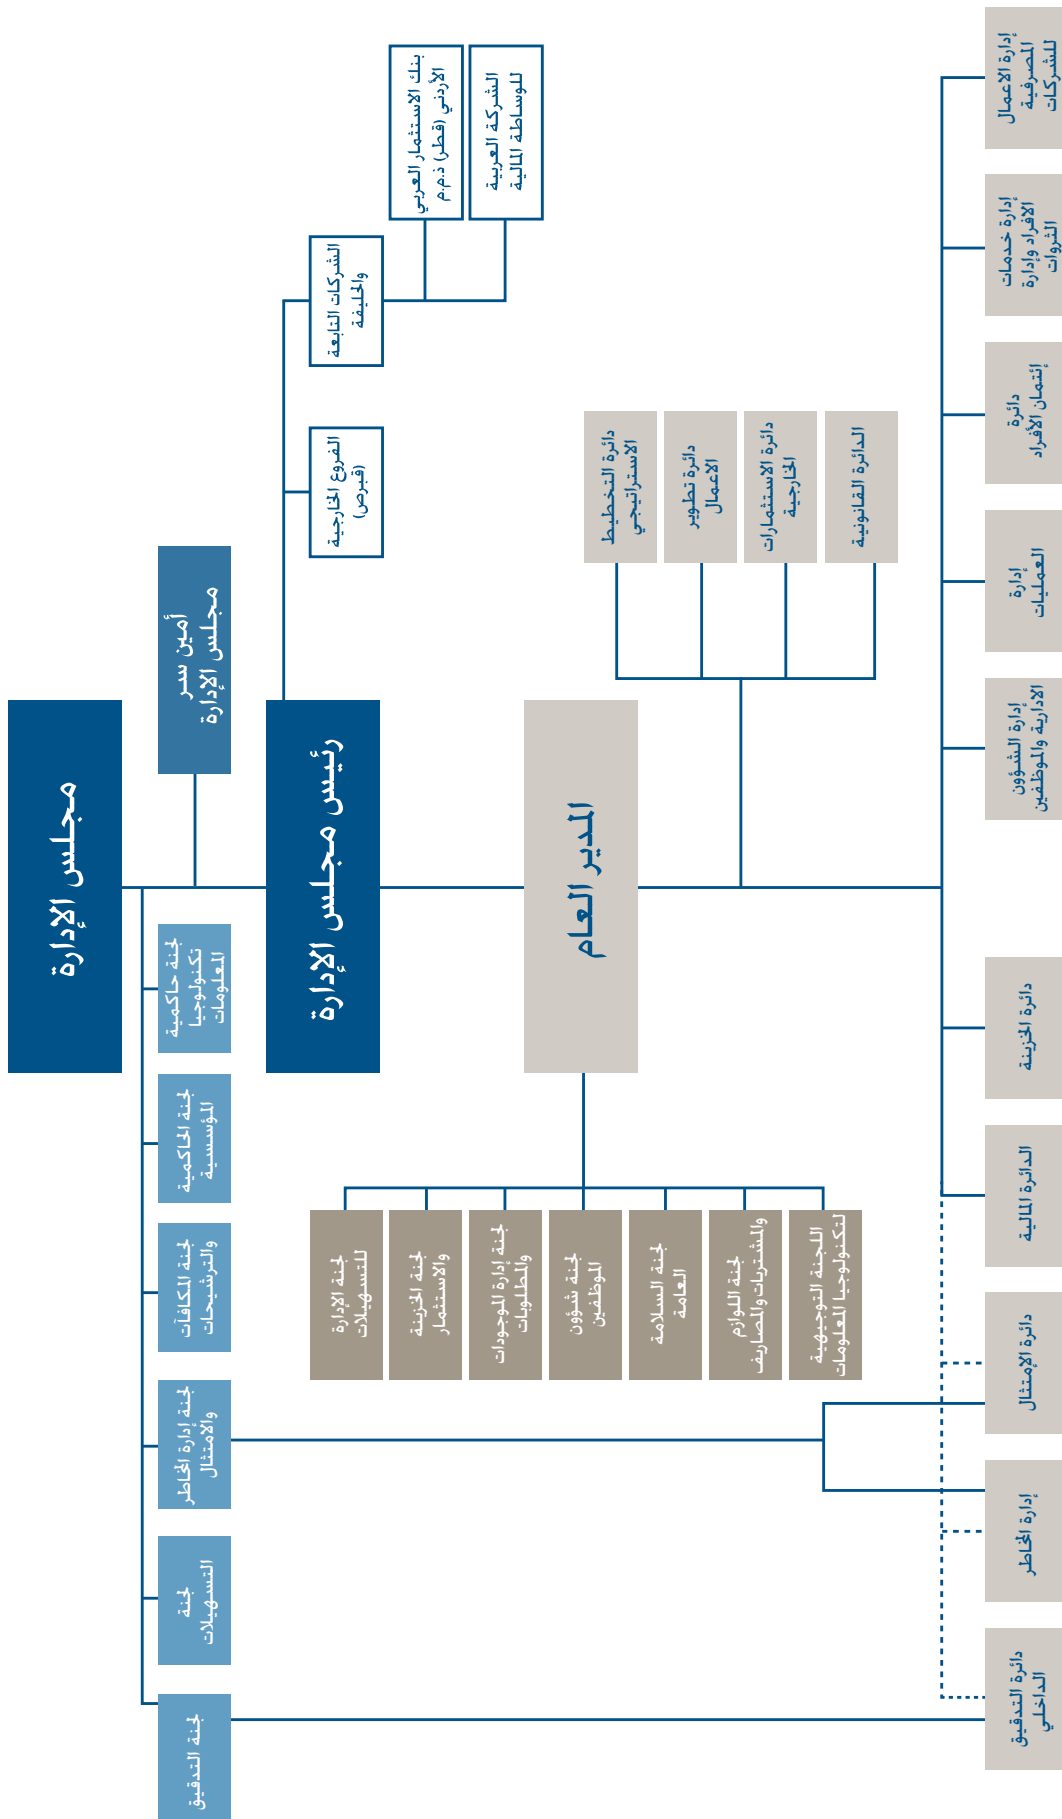 مجلس الإدارة
أمين سر
مجلس الإدارة
لجنة حاكمية
تكنولوجيا
المعلومات
لجنة الحاكمية
المؤسسية
لجنة المكافآت
والترشيحات
لجنة إدارة المخاطر
والامتثال
لجنة
التسهيلات
لجنة التدقيق
رئيس مجلس الإدارة
الفروع الخارجية
(قبرص)
الشركات التابعة
والحليفة
بنك الاستثمار العربي
الأردني (قطر) ذ.م.م
الشركة العربية
للوساطة المالية
المدير العام
دائرة التخطيط
الاستراتيجي
دائرة تطوير
الاعمال
دائرة الاستثمارات
الخارجية
الدائرة القانونية
لجنة الإدارة
للتسهيلات
لجنة الخزينة
والاستثمار
لجنة إدارة الموجودات
والمطلوبات
لجنة شؤون
الموظفين
لجنة السلامة
العامة
لجنة اللوازم
والمشتريات والمصاريف
اللجنة التوجيهية
لتكنولوجيا المعلومات
إدارة الاعمال
المصرفية
للشركات
إدارة خدمات
الافراد وإدارة
الثروات
دائرة
إئتمان الأفراد
إدارة
العمليات
إدارة الشؤون
الادارية والموظفين
دائرة الخزينة
الدائرة المالية
دائرة الإمتثال
إدارة المخاطر
دائرة التدقيق
الداخلي